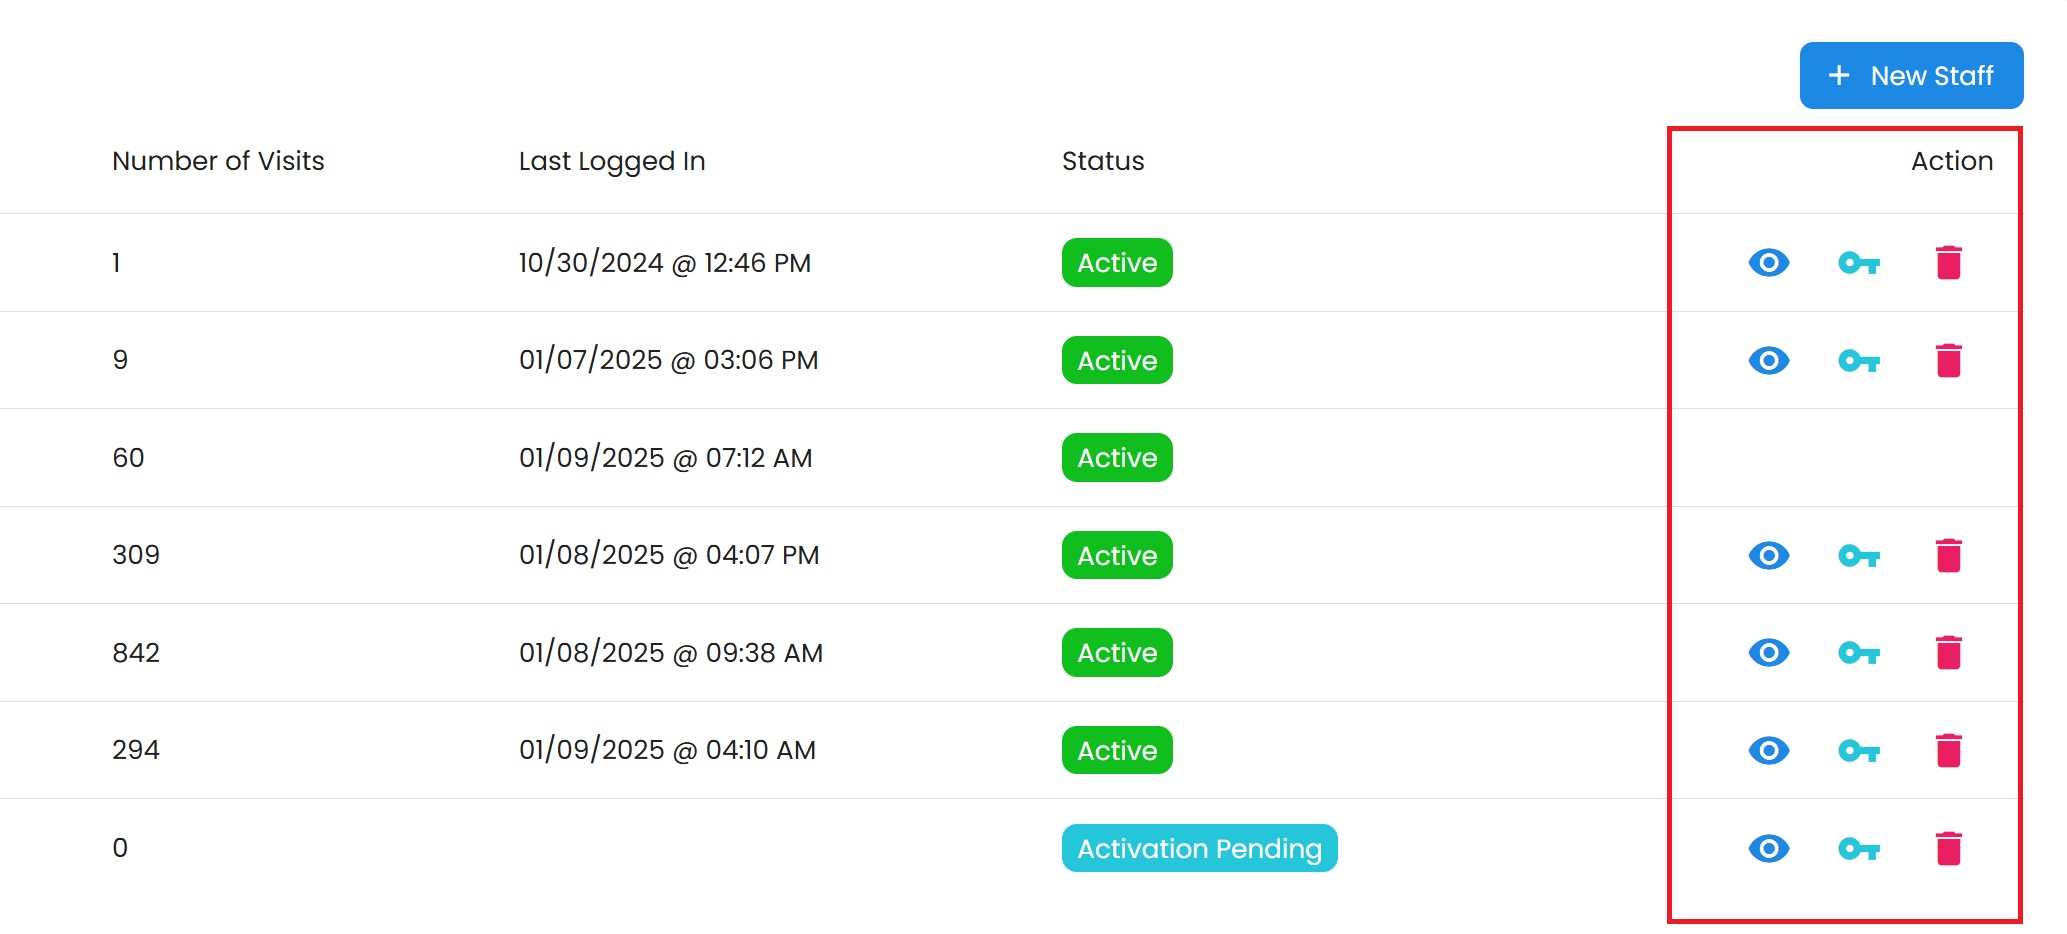 + New Staff
Number of Visits Last Logged In Status Action
1 10/30/2024 @ 12:46 PM Active
9 01/07/2025 @ 03:06 PM Active
60 01/09/2025 @ 07:12 AM Active
309 01/08/2025 @ 04:07 PM Active
842 01/08/2025 @ 09:38 AM Active
294 01/09/2025 @ 04:10 AM Active
0 Activation Pending